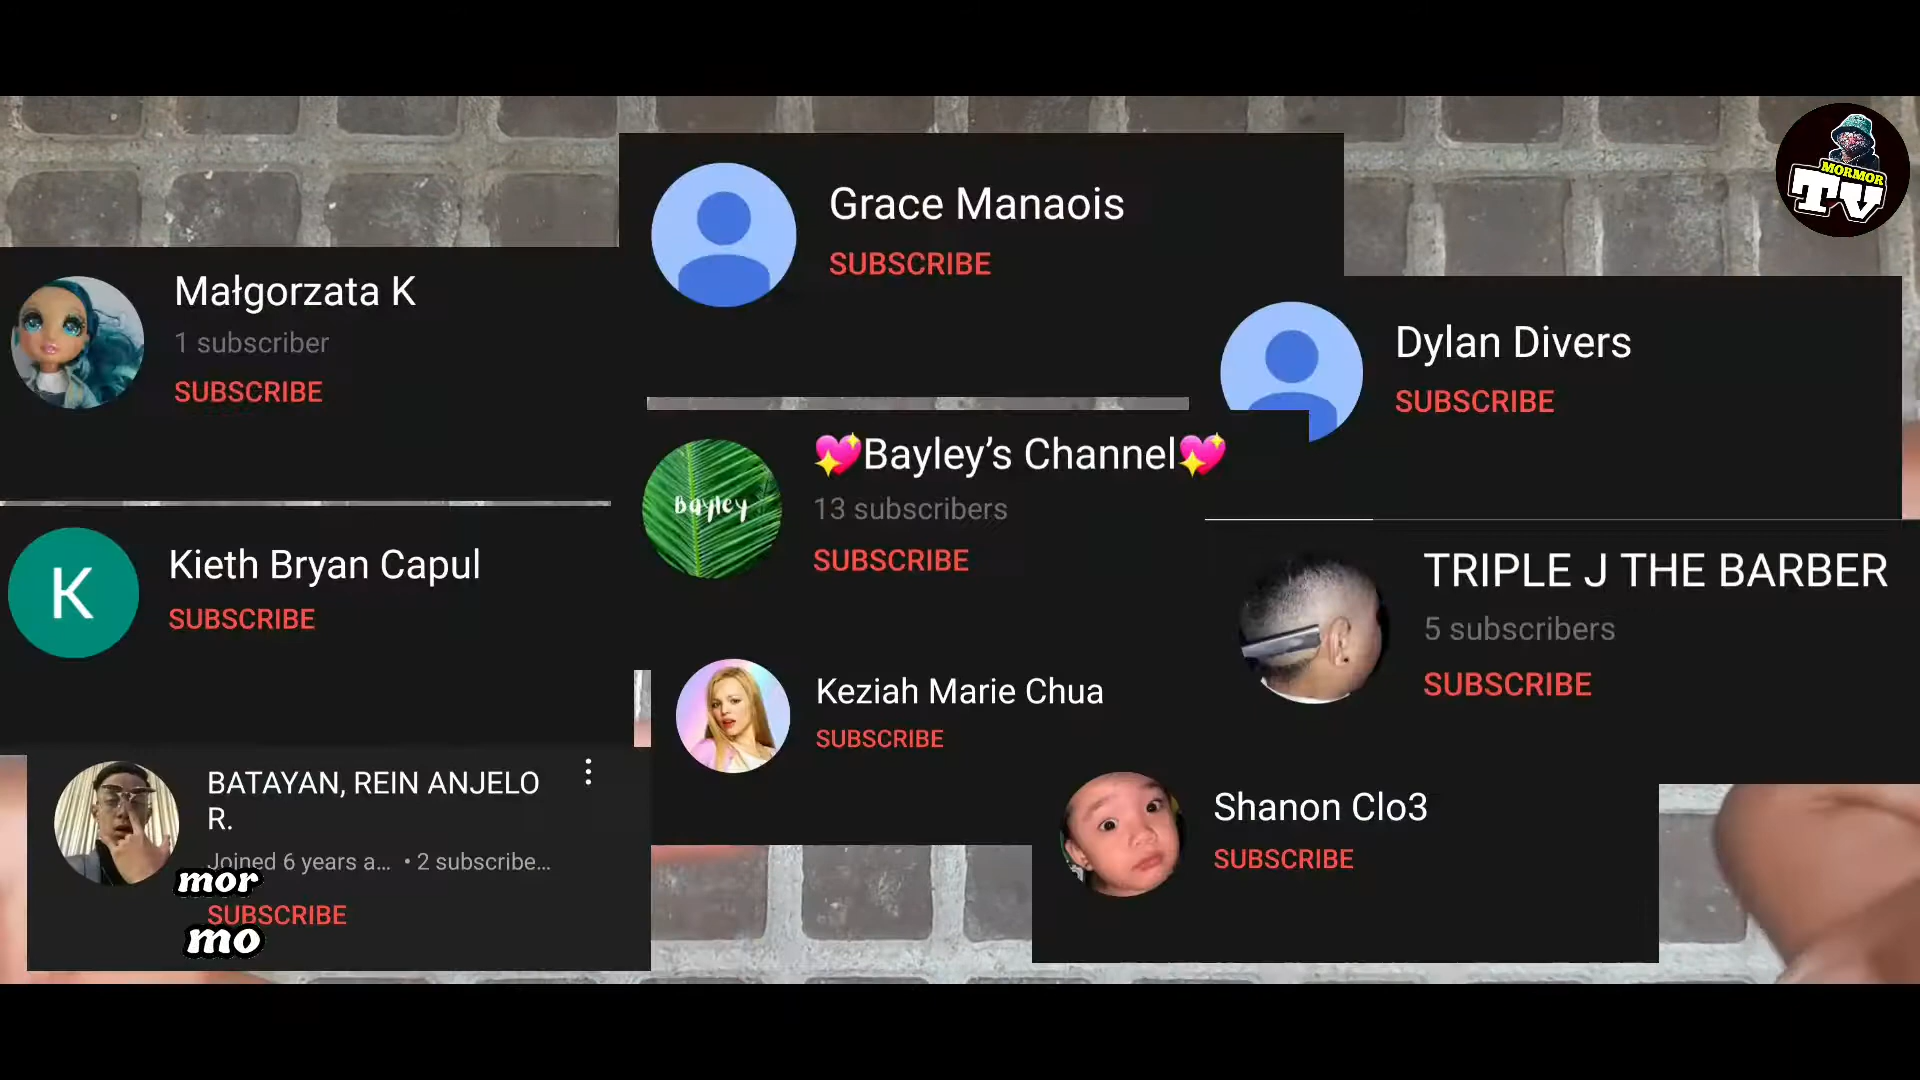 MORMOR
TV
Grace Manaois
SUBSCRIBE
Małgorzata K
1 subscriber
SUBSCRIBE
Dylan Divers
SUBSCRIBE
💖Bayley’s Channel💖
13 subscribers
SUBSCRIBE
Bayley
Kieth Bryan Capul
SUBSCRIBE
K
TRIPLE J THE BARBER
5 subscribers
SUBSCRIBE
Keziah Marie Chua
SUBSCRIBE
BATAYAN, REIN ANJELO
R.
Joined 6 years a... • 2 subscribe...
SUBSCRIBE
mor
mo
Shanon Clo3
SUBSCRIBE